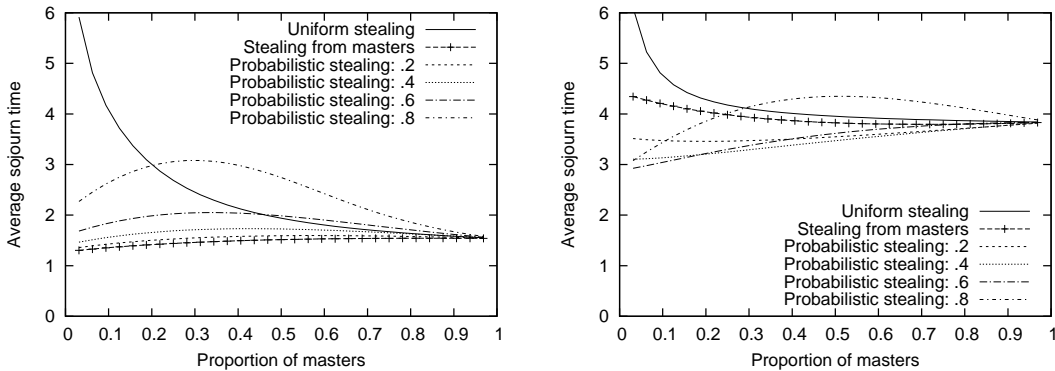 6
5
4
3
2
1
0
Average sojourn time
Uniform stealing
Stealing from masters
Probabilistic stealing: .2
Probabilistic stealing: .4
Probabilistic stealing: .6
Probabilistic stealing: .8
0 0.1 0.2 0.3 0.4 0.5 0.6 0.7 0.8 0.9 1
Proportion of masters
6
5
4
3
2
1
0
Average sojourn time
Uniform stealing
Stealing from masters
Probabilistic stealing: .2
Probabilistic stealing: .4
Probabilistic stealing: .6
Probabilistic stealing: .8
0 0.1 0.2 0.3 0.4 0.5 0.6 0.7 0.8 0.9 1
Proportion of masters